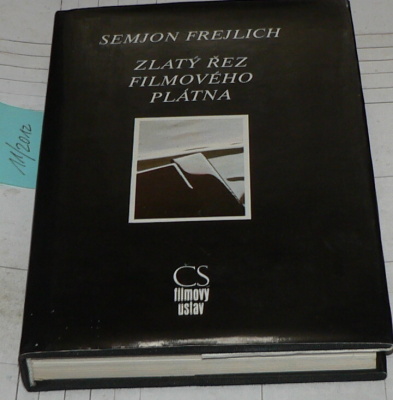 SEMJON FREJLICH
ZLATÝ ŘEZ
FILMOVÉHO
PLÁTNA
ČS
filmový
ústav
11/2012